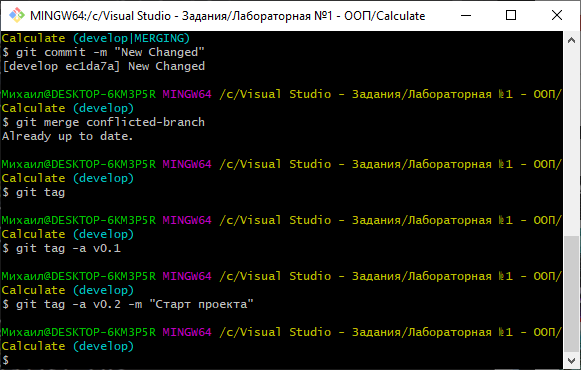 MINGW64:/c/Visual Studio - Задания/Лабораторная №1 - ООП/Calculate
Calculate (develop|MERGING)
$ git commit -m "New Changed"
[develop ec1da7a] New Changed
Михаил@DESKTOP-6KM3P5R MINGW64 /c/Visual Studio - Задания/Лабораторная №1 - ООП/
Calculate (develop)
$ git merge conflicted-branch
Already up to date.
Михаил@DESKTOP-6KM3P5R MINGW64 /c/Visual Studio - Задания/Лабораторная №1 - ООП/
Calculate (develop)
$ git tag
Михаил@DESKTOP-6KM3P5R MINGW64 /c/Visual Studio - Задания/Лабораторная №1 - ООП/
Calculate (develop)
$ git tag -a v0.1
Михаил@DESKTOP-6KM3P5R MINGW64 /c/Visual Studio - Задания/Лабораторная №1 - ООП/
Calculate (develop)
$ git tag -a v0.2 -m "Старт проекта"
Михаил@DESKTOP-6KM3P5R MINGW64 /c/Visual Studio - Задания/Лабораторная №1 - ООП/
Calculate (develop)
$